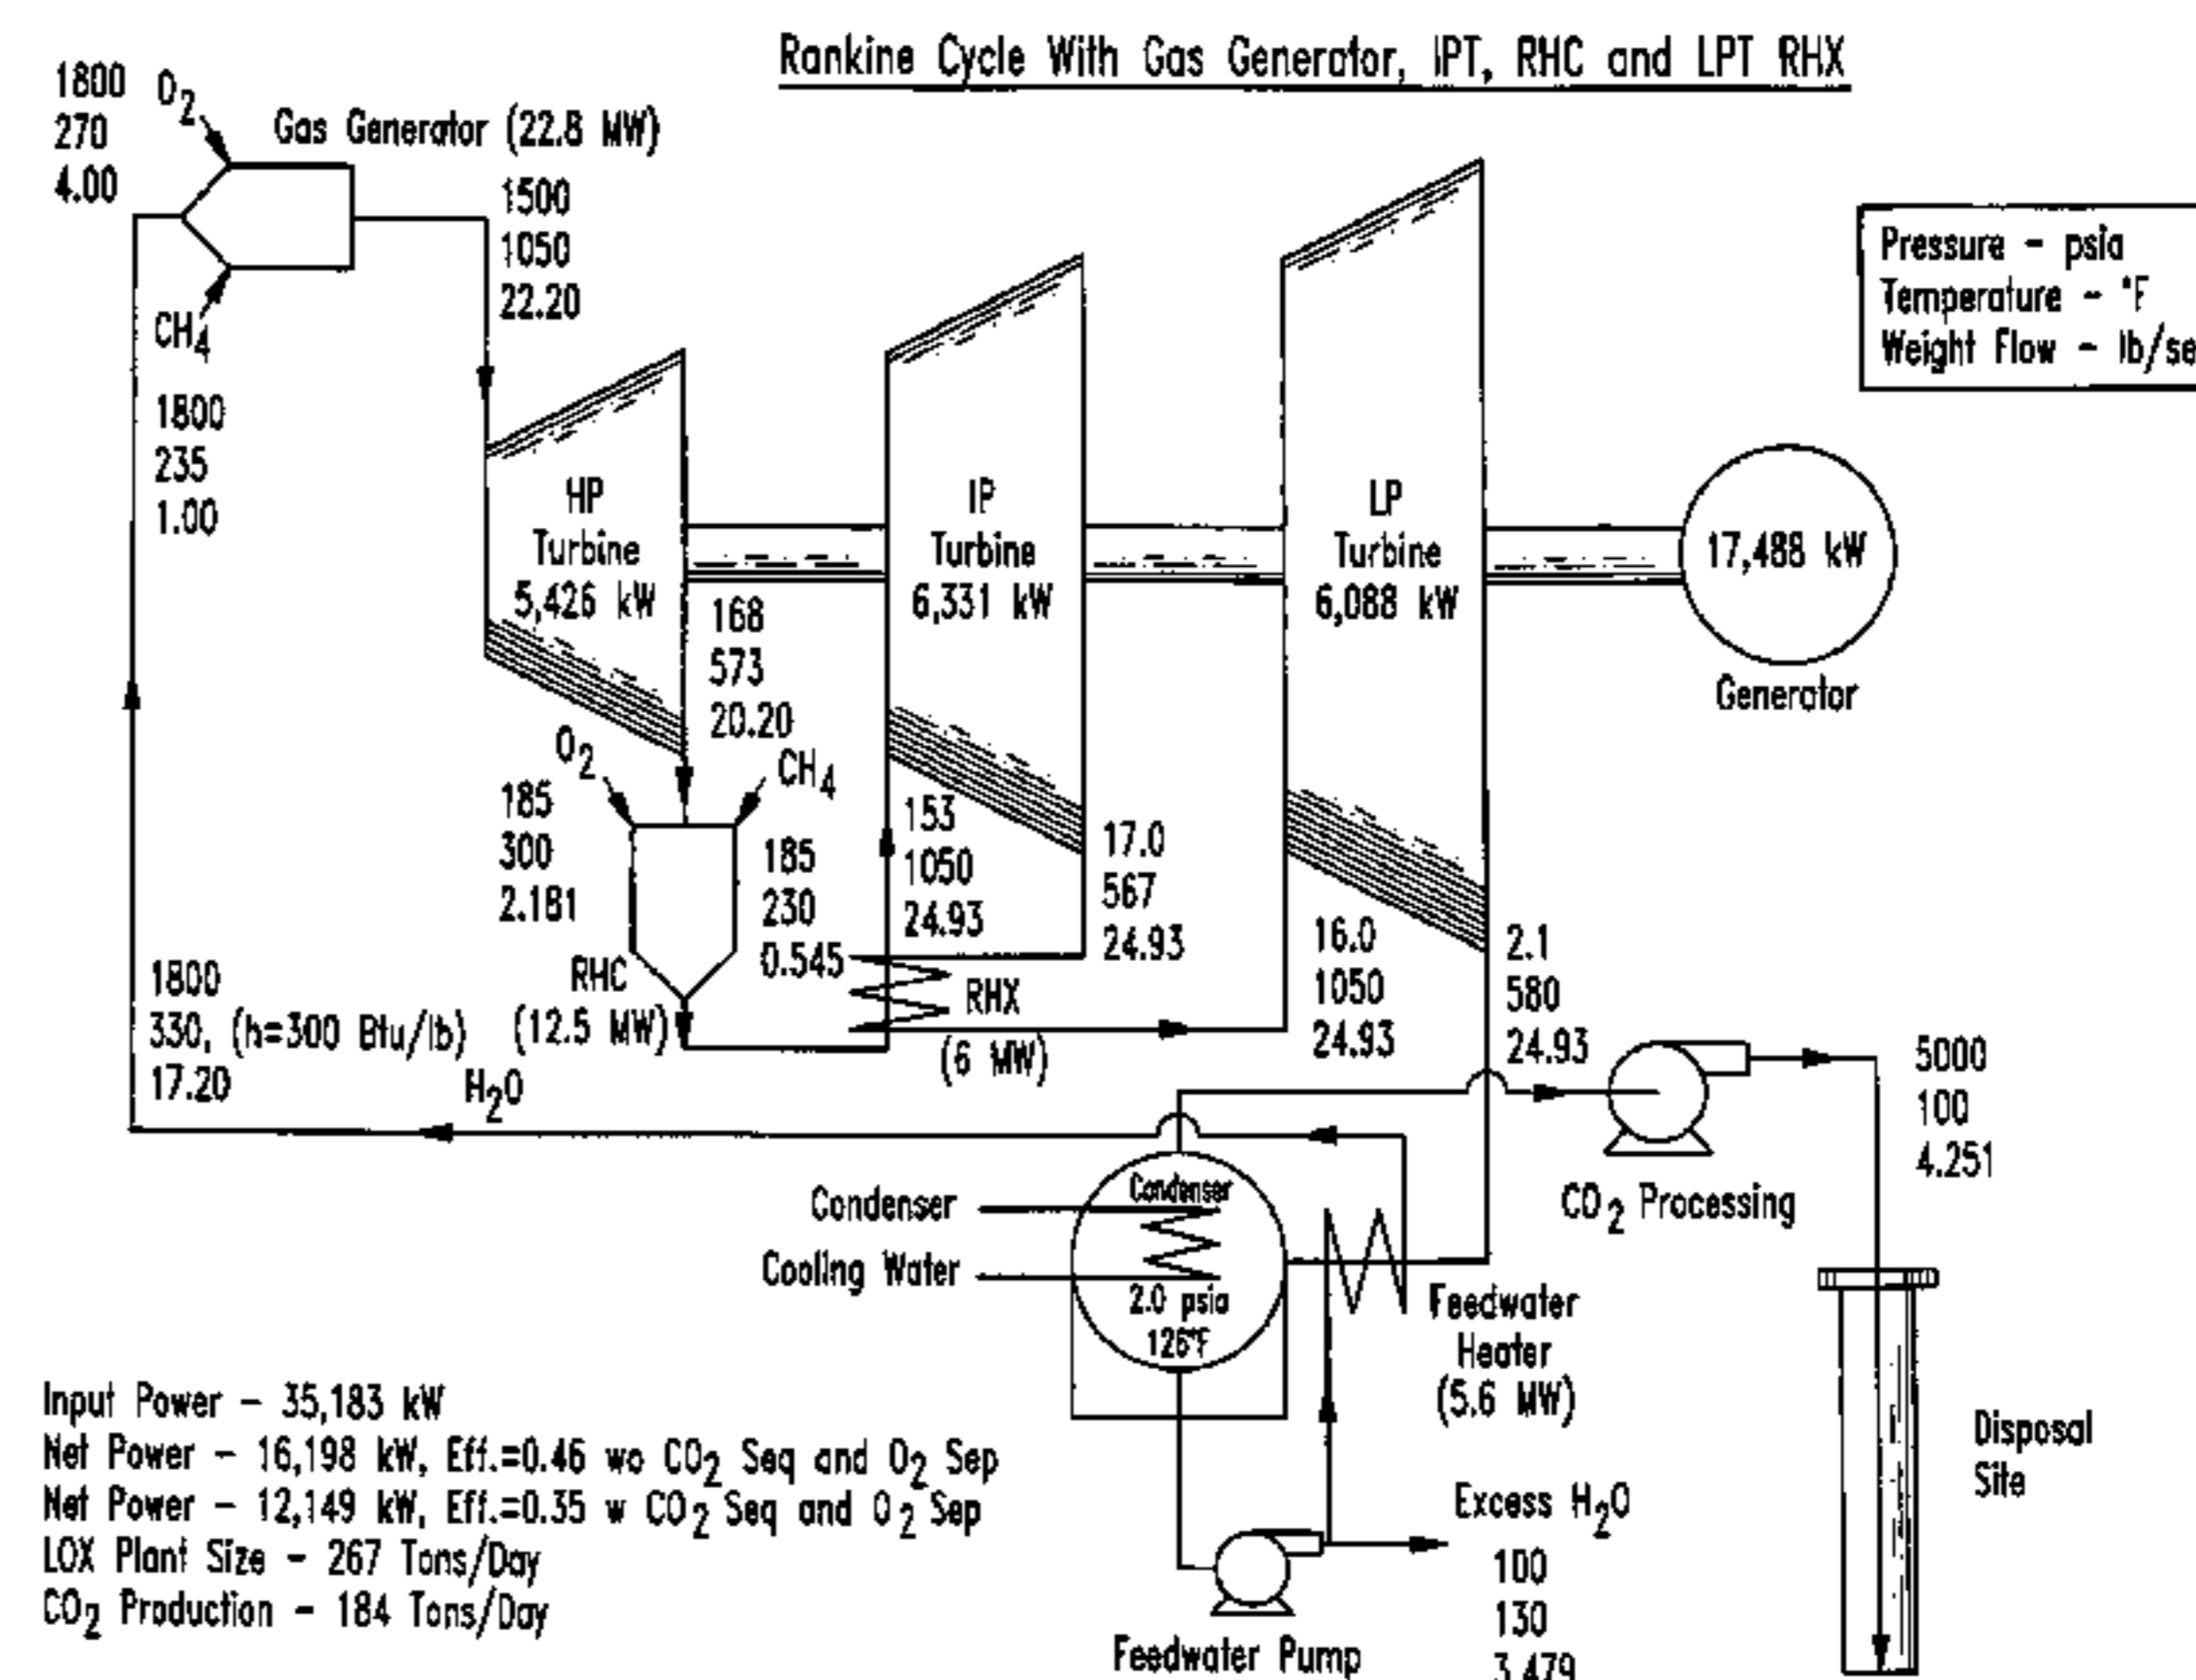 Rankine Cycle With Gas Generator, IPT, RHC and LPT RHX
1800
270
4.00
O2
Gas Generator (22.8 MW)
1500
1050
22.20
CH4
1800
235
1.00
Pressure - psia
Temperature - °F
Weight Flow - lb/se
HP
Turbine
5,426 kW
IP
Turbine
6,331 kW
LP
Turbine
6,088 kW
17,488 kW
Generator
168
573
20.20
O2
CH4
185
300
2.181
185
230
0.545
RHC
(12.5 MW)
153
1050
24.93
17.0
567
24.93
RHX
(6 MW)
16.0
1050
24.93
2.1
580
24.93
1800
330, (h=300 Btu/lb)
17.20
H2O
5000
100
4.251
CO2 Processing
Condenser
Cooling Water
Condenser
2.0 psia
126°F
Feedwater
Heater
(5.6 MW)
Disposal
Site
Input Power - 35,183 kW
Net Power - 16,198 kW, Eff.=0.46 wo CO2 Seq and O2 Sep
Net Power - 12,149 kW, Eff.=0.35 w CO2 Seq and O2 Sep
LOX Plant Size - 267 Tons/Day
CO2 Production - 184 Tons/Day
Excess H2O
100
130
3.479
Feedwater Pump